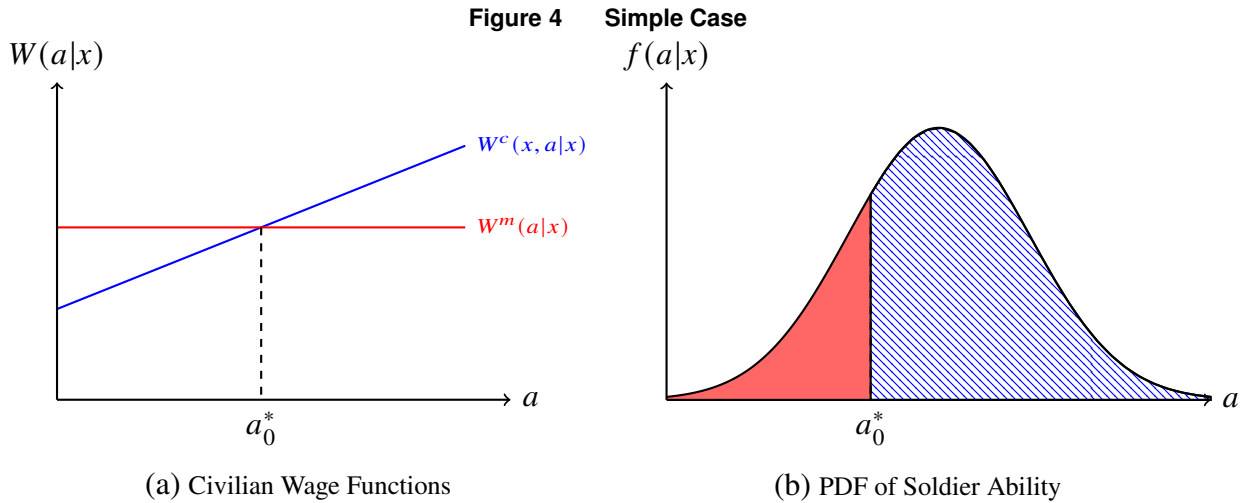 Figure 4 Simple Case
W(a|x)
W^c(x, a|x)
W^m(a|x)
a
a_0^*
(a) Civilian Wage Functions
f(a|x)
a
a_0^*
(b) PDF of Soldier Ability